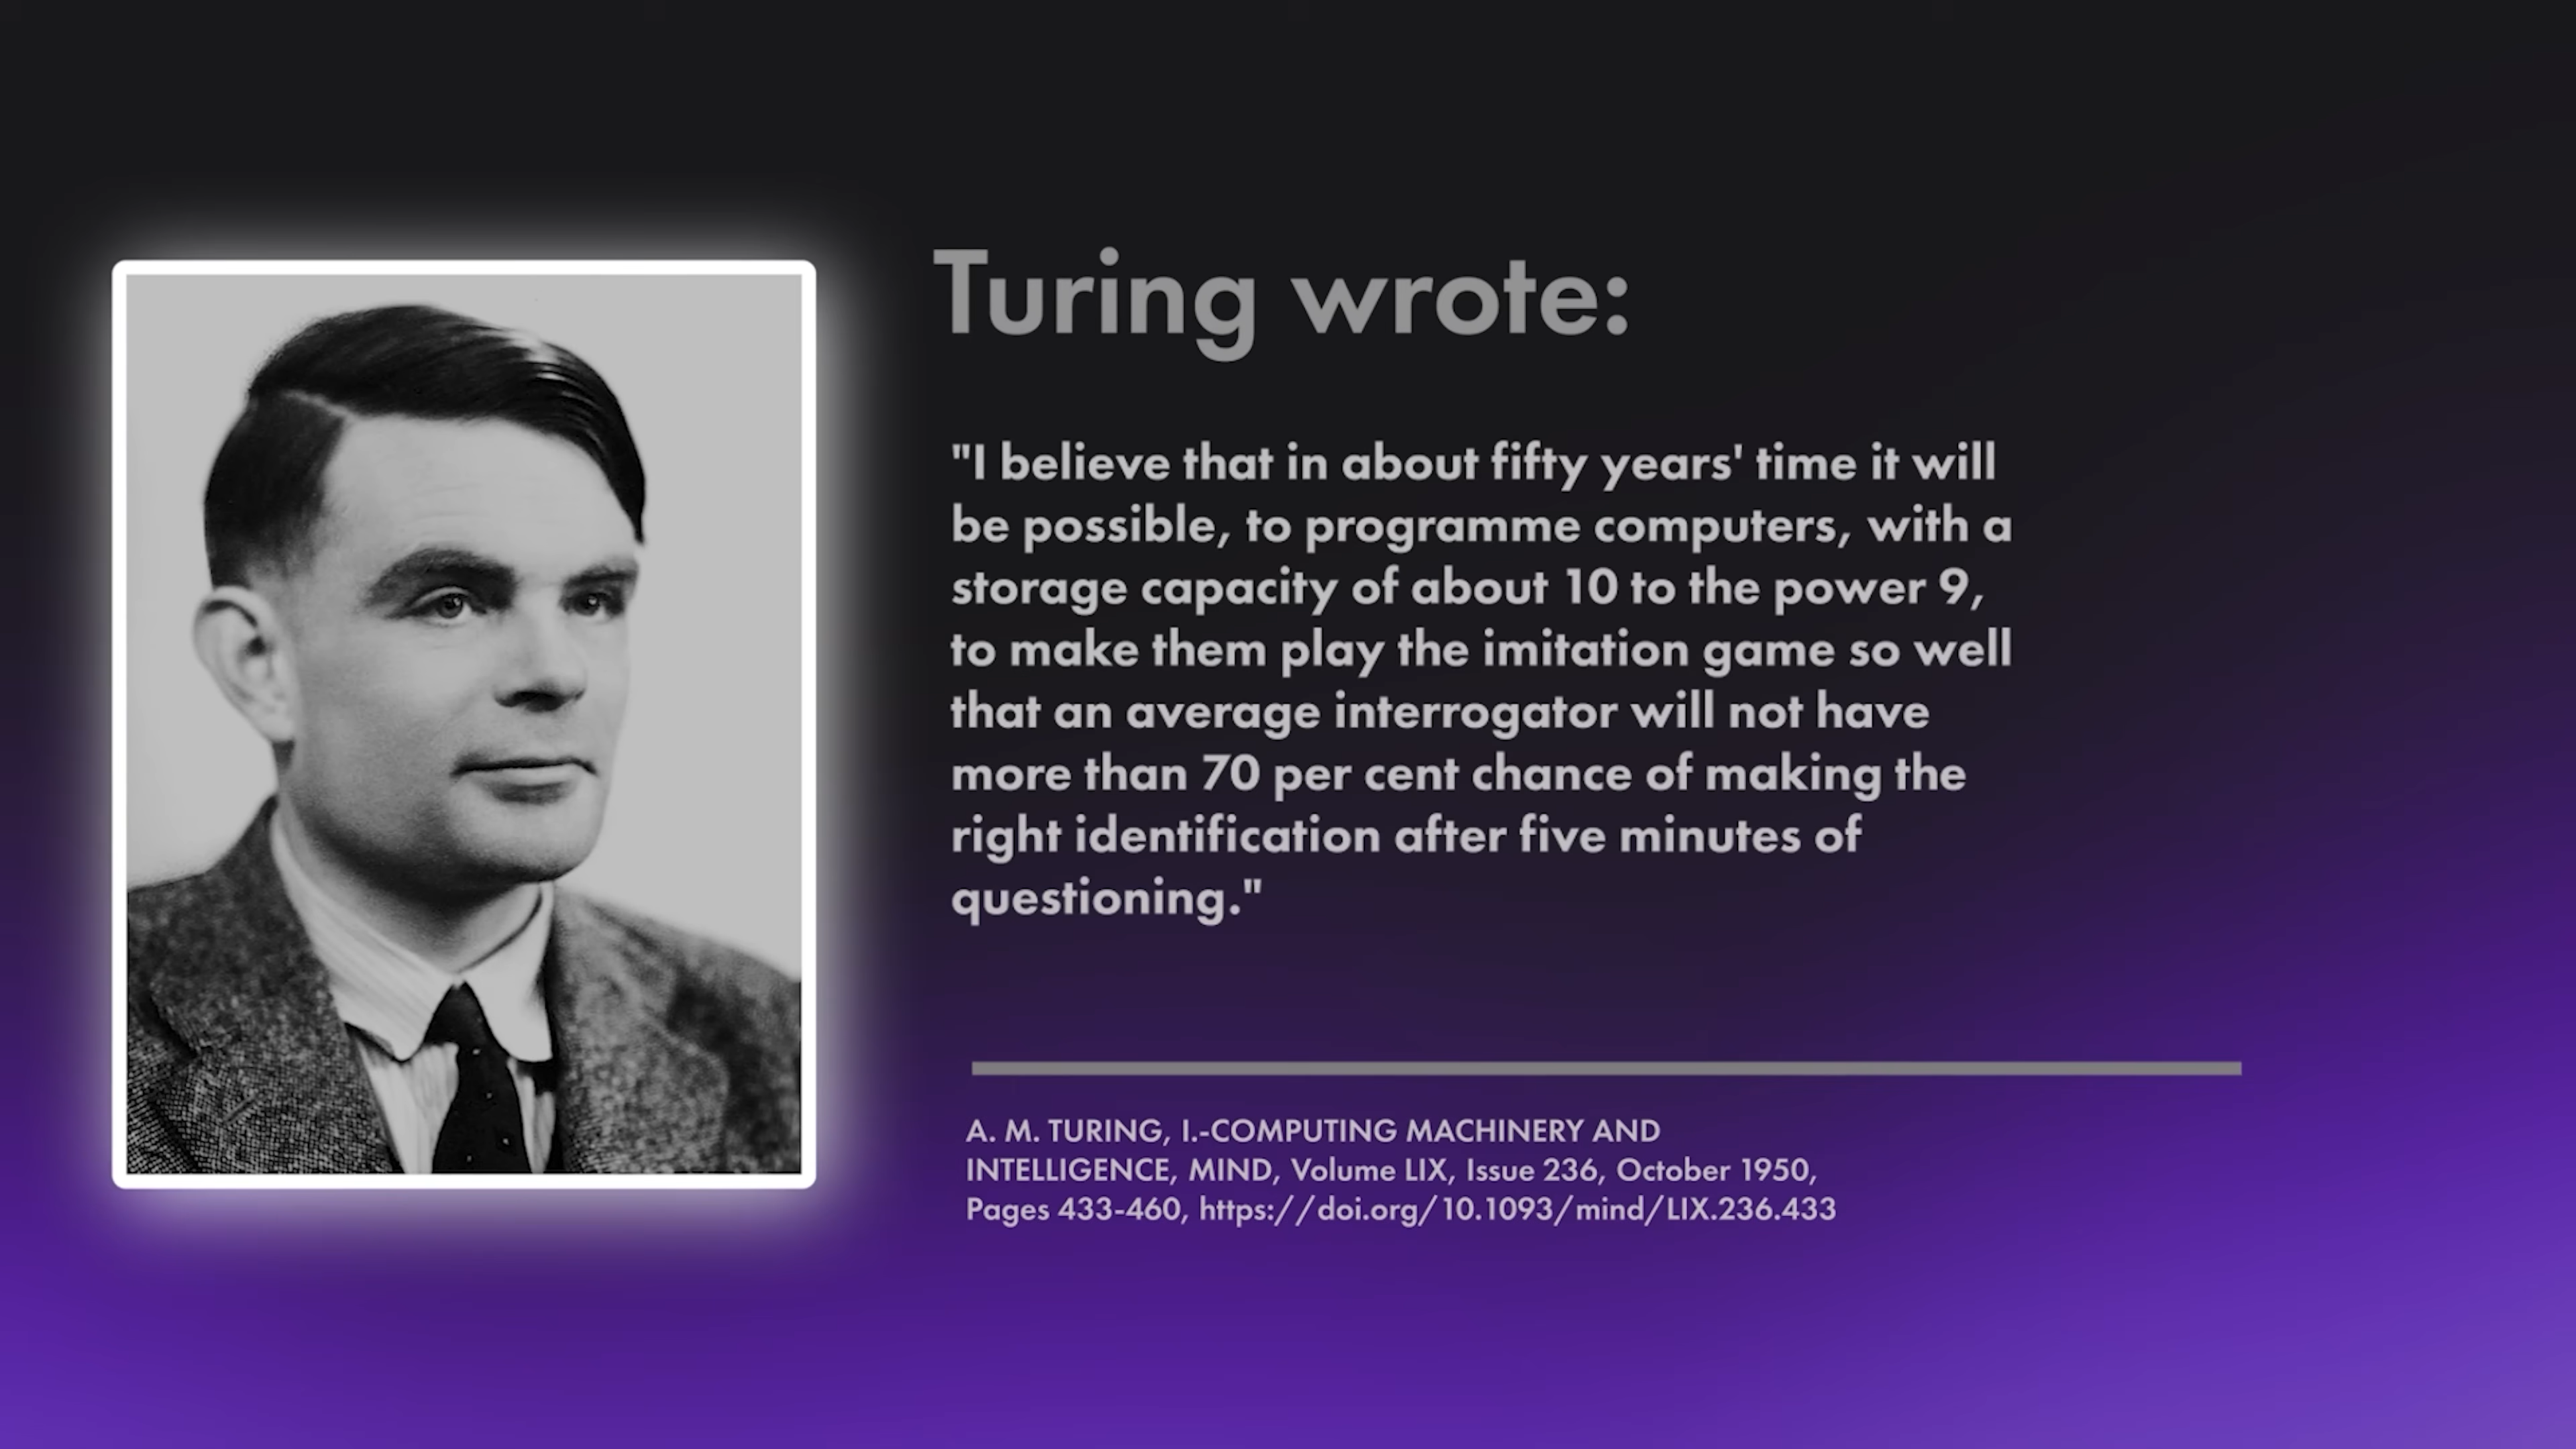 Turing wrote:
"I believe that in about fifty years' time it will
be possible, to programme computers, with a
storage capacity of about 10 to the power 9,
to make them play the imitation game so well
that an average interrogator will not have
more than 70 per cent chance of making the
right identification after five minutes of
questioning."
A. M. TURING, I.-COMPUTING MACHINERY AND
INTELLIGENCE, MIND, Volume LIX, Issue 236, October 1950,
Pages 433-460, https://doi.org/10.1093/mind/LIX.236.433